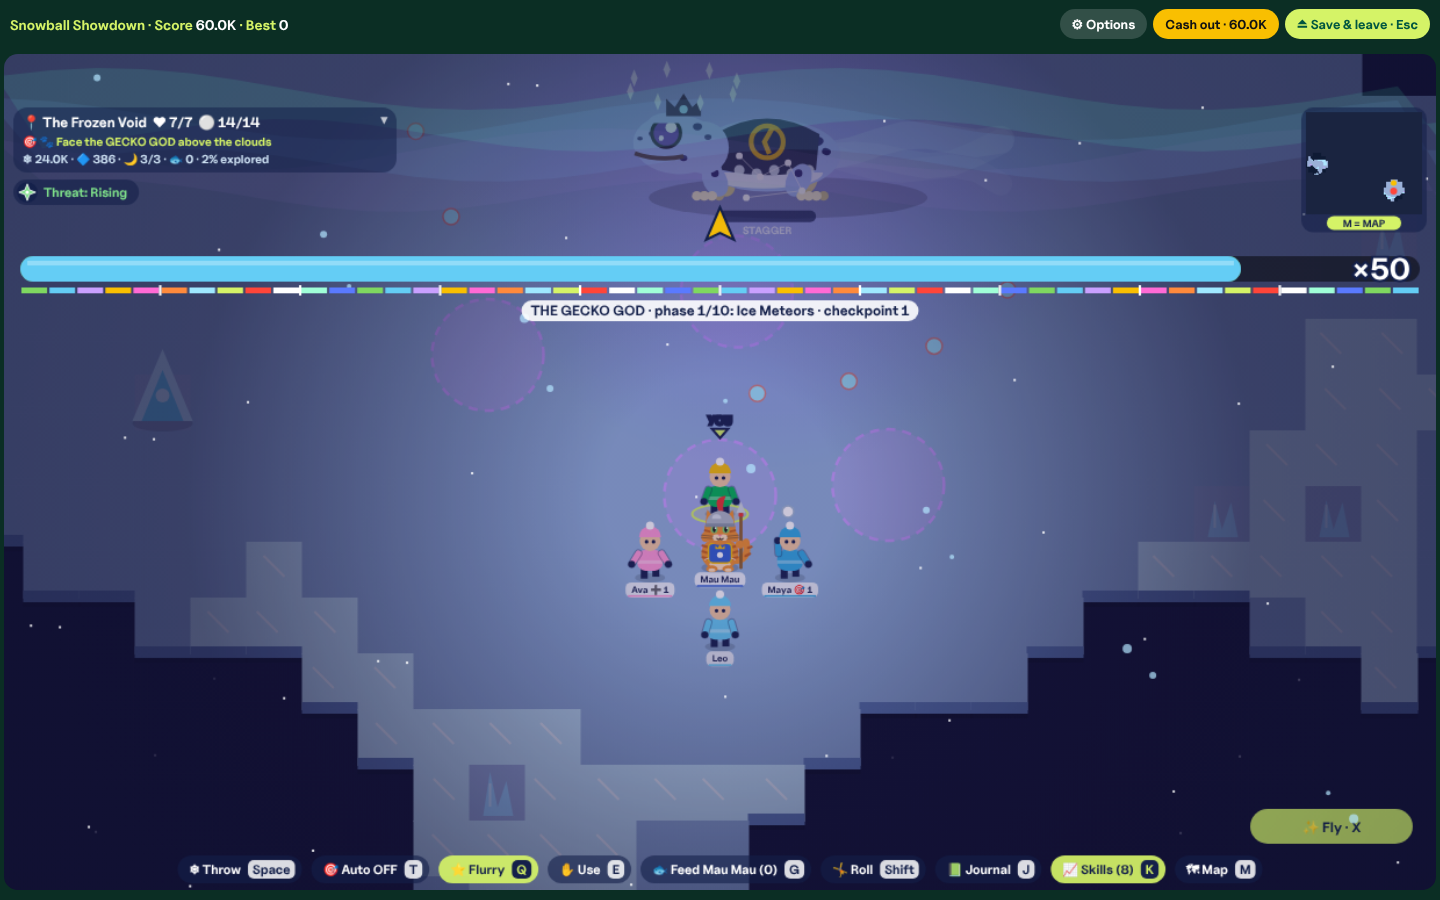 Snowball Showdown · Score 60.0K · Best 0
⚙ Options
Cash out · 60.0K
⏏ Save & leave · Esc
📍 The Frozen Void ♥ 7/7 ⚪ 14/14 ▼
🎯 🐾 Face the GECKO GOD above the clouds
❄ 24.0K · 🔷 386 · 🌙 3/3 · 🐟 0 · 2% explored
Threat: Rising
M = MAP
STAGGER
×50
THE GECKO GOD · phase 1/10: Ice Meteors · checkpoint 1
Mau Mau
Ava ➕ 1
Maya 🎯 1
Leo
✨ Fly · X
❄ Throw Space
🎯 Auto OFF T
Flurry Q
✋ Use E
🐟 Feed Mau Mau (0) G
🤸 Roll Shift
📗 Journal J
📈 Skills (8) K
🗺 Map M